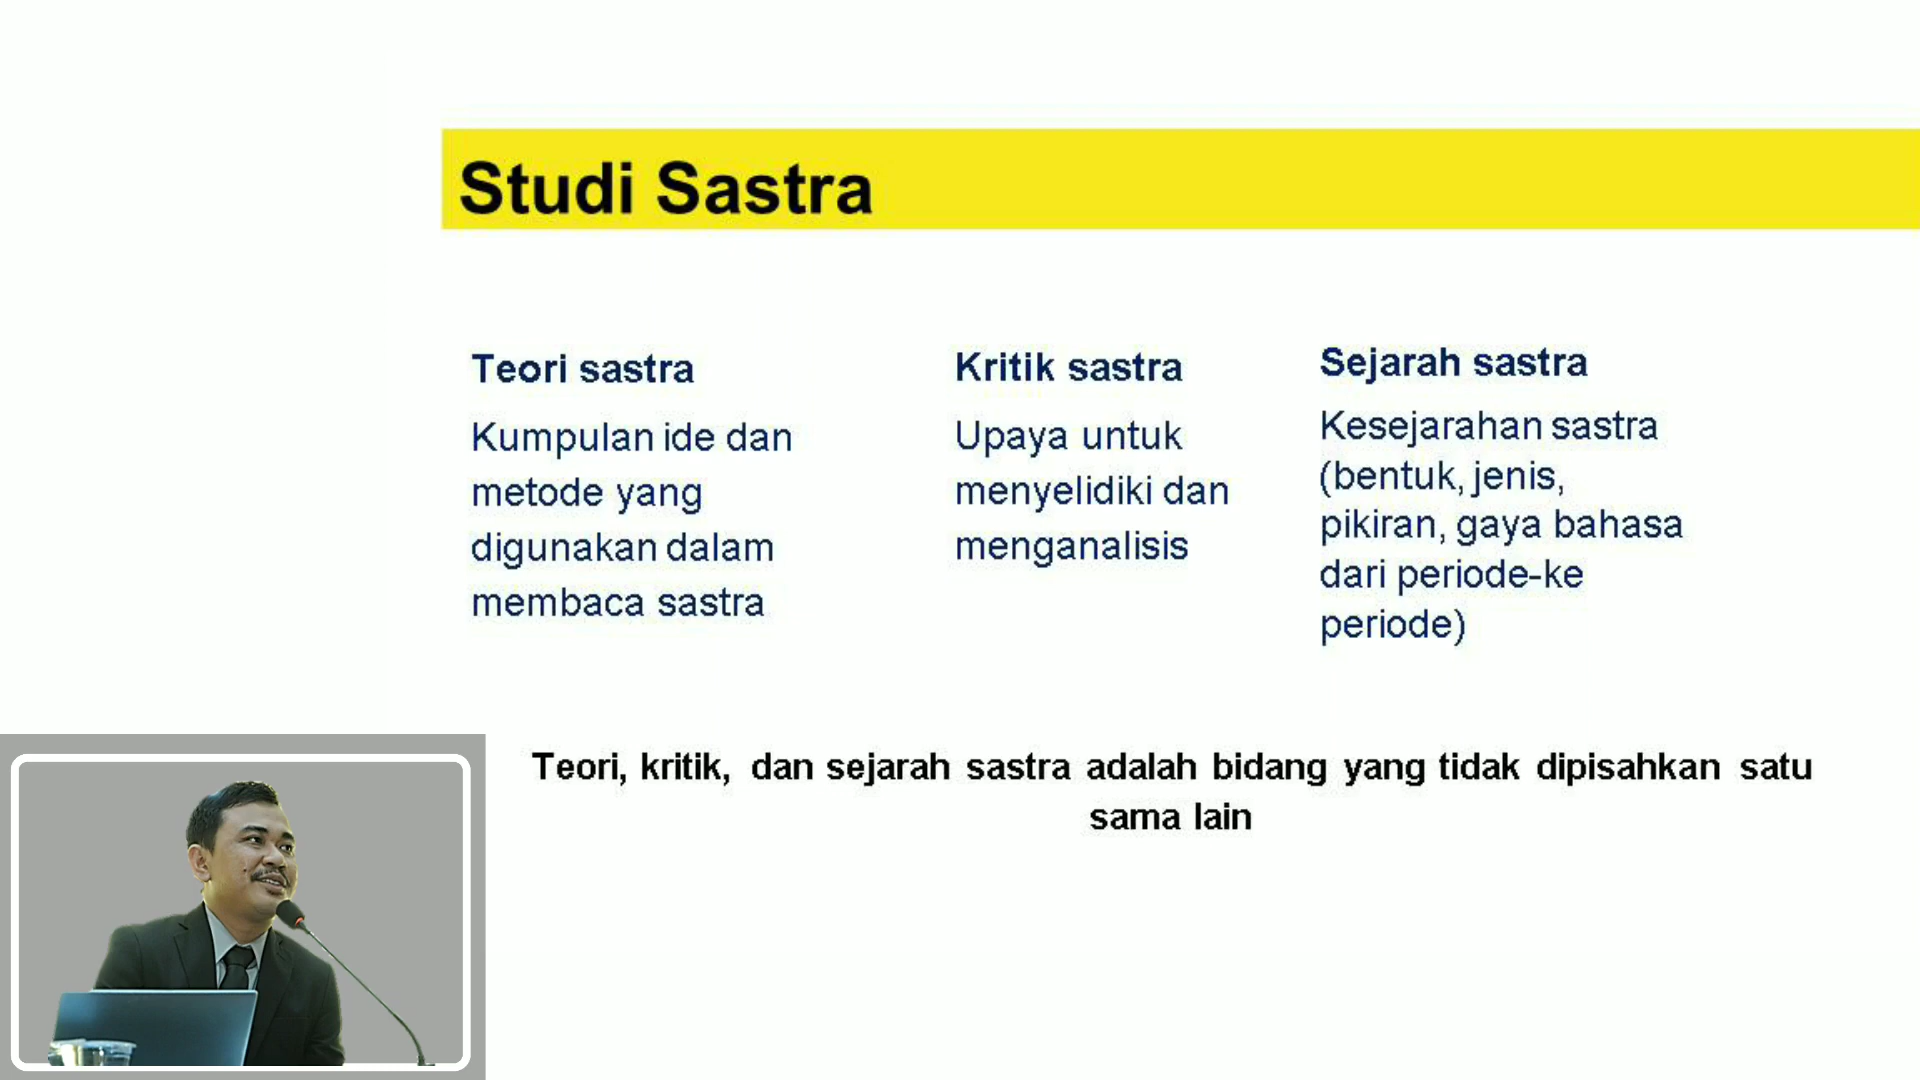 Studi Sastra
Teori sastra
Kumpulan ide dan
metode yang
digunakan dalam
membaca sastra
Kritik sastra
Upaya untuk
menyelidiki dan
menganalisis
Sejarah sastra
Kesejarahan sastra
(bentuk, jenis,
pikiran, gaya bahasa
dari periode-ke
periode)
Teori, kritik, dan sejarah sastra adalah bidang yang tidak dipisahkan satu
sama lain